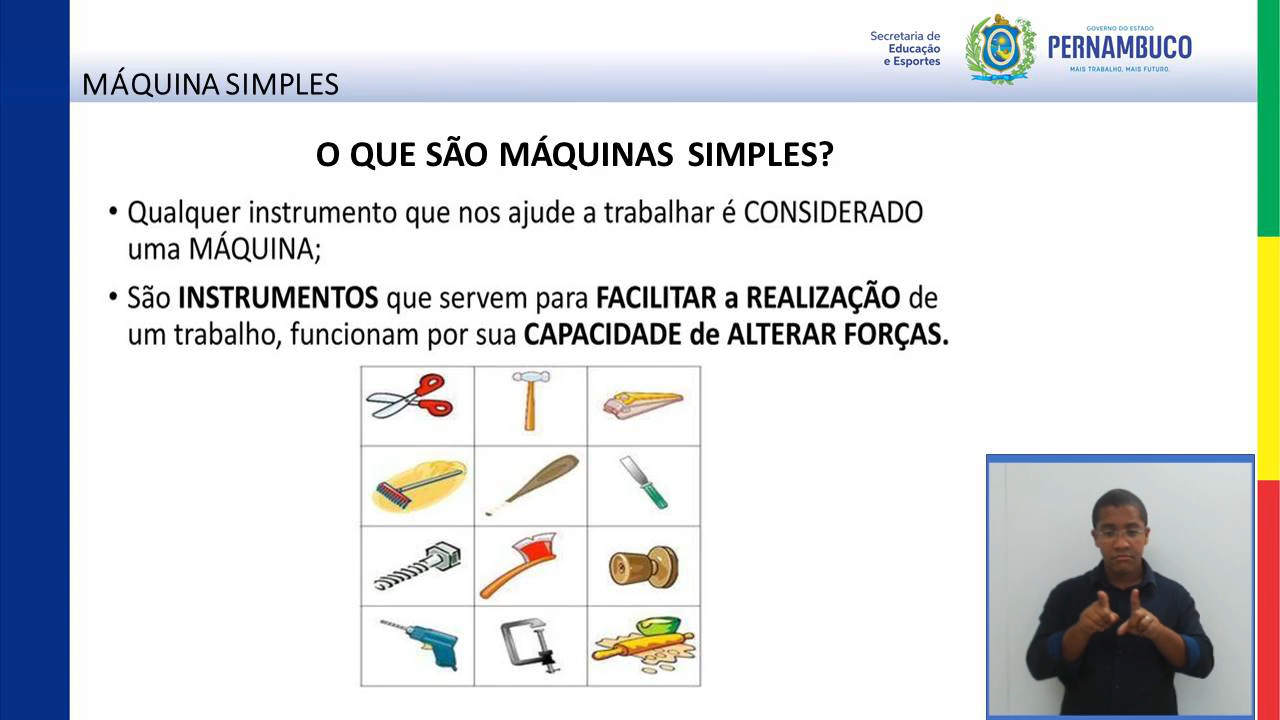 Secretaria de
Educação
e Esportes
GOVERNO DO ESTADO
PERNAMBUCO
MAIS TRABALHO, MAIS FUTURO.
MÁQUINA SIMPLES
O QUE SÃO MÁQUINAS SIMPLES?
• Qualquer instrumento que nos ajude a trabalhar é CONSIDERADO
uma MÁQUINA;
• São INSTRUMENTOS que servem para FACILITAR a REALIZAÇÃO de
um trabalho, funcionam por sua CAPACIDADE de ALTERAR FORÇAS.